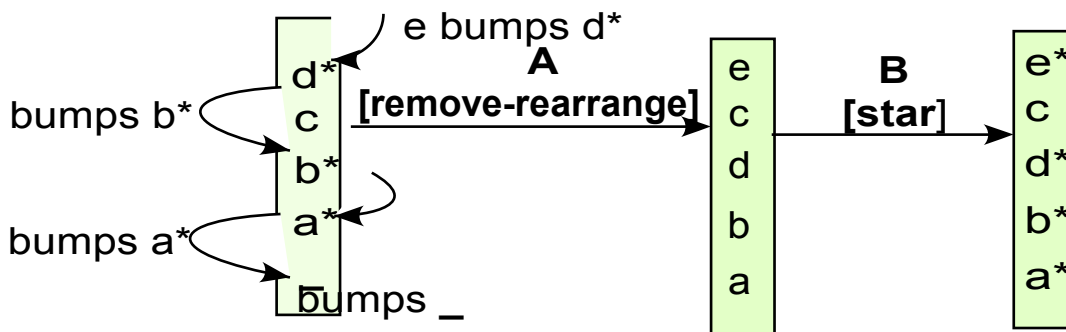 e bumps d*
A
[remove-rearrange]
B
[star]
bumps b*
bumps a*
bumps _
d*
c
b*
a*
_
e
c
d
b
a
e*
c
d*
b*
a*